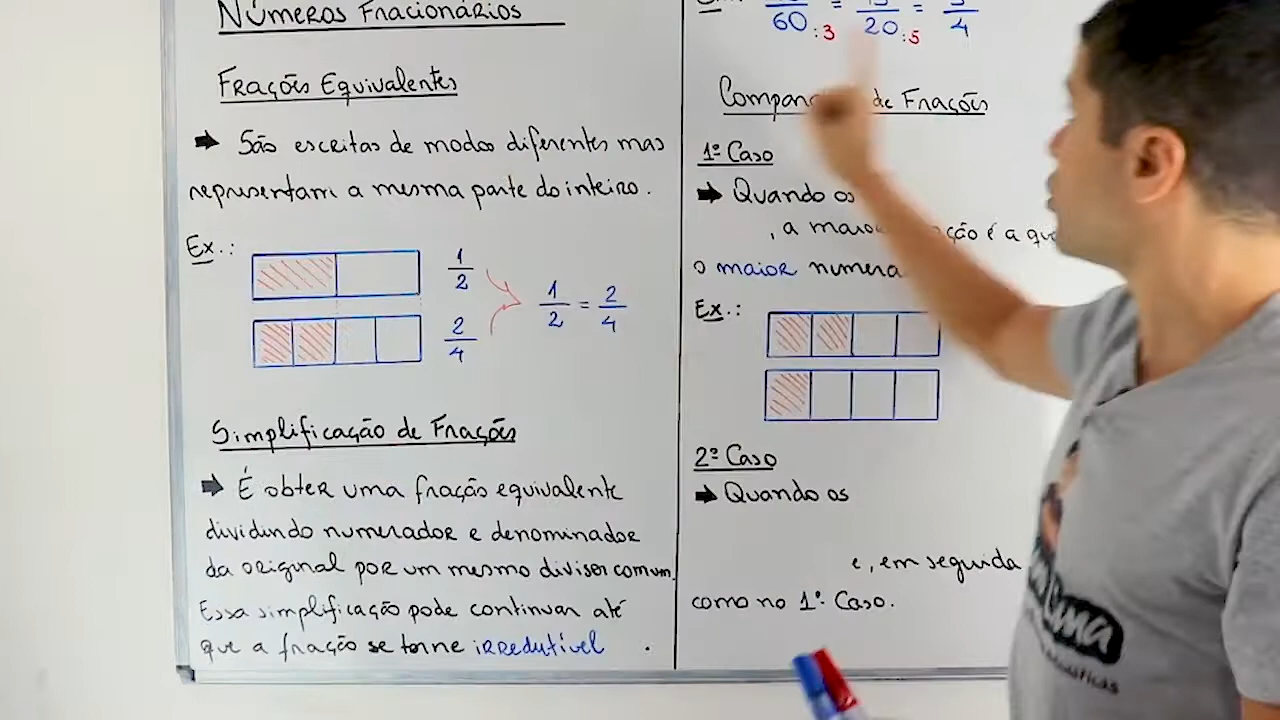 Números Fracionários
Frações Equivalentes
São escritas de modos diferentes mas
representam a mesma parte do inteiro.
Ex.:
1/2
2/4
1/2 = 2/4
Simplificação de Frações
É obter uma fração equivalente
dividindo numerador e denominador
da original por um mesmo divisor comum.
Essa simplificação pode continuar até
que a fração se torne irredutível .
60 :3 = 20 :5 = 4
de Frações
1º Caso
Quando os
, a maior é a
o maior
Ex.:
2º Caso
Quando os
e, em seguida
como no 1º Caso.